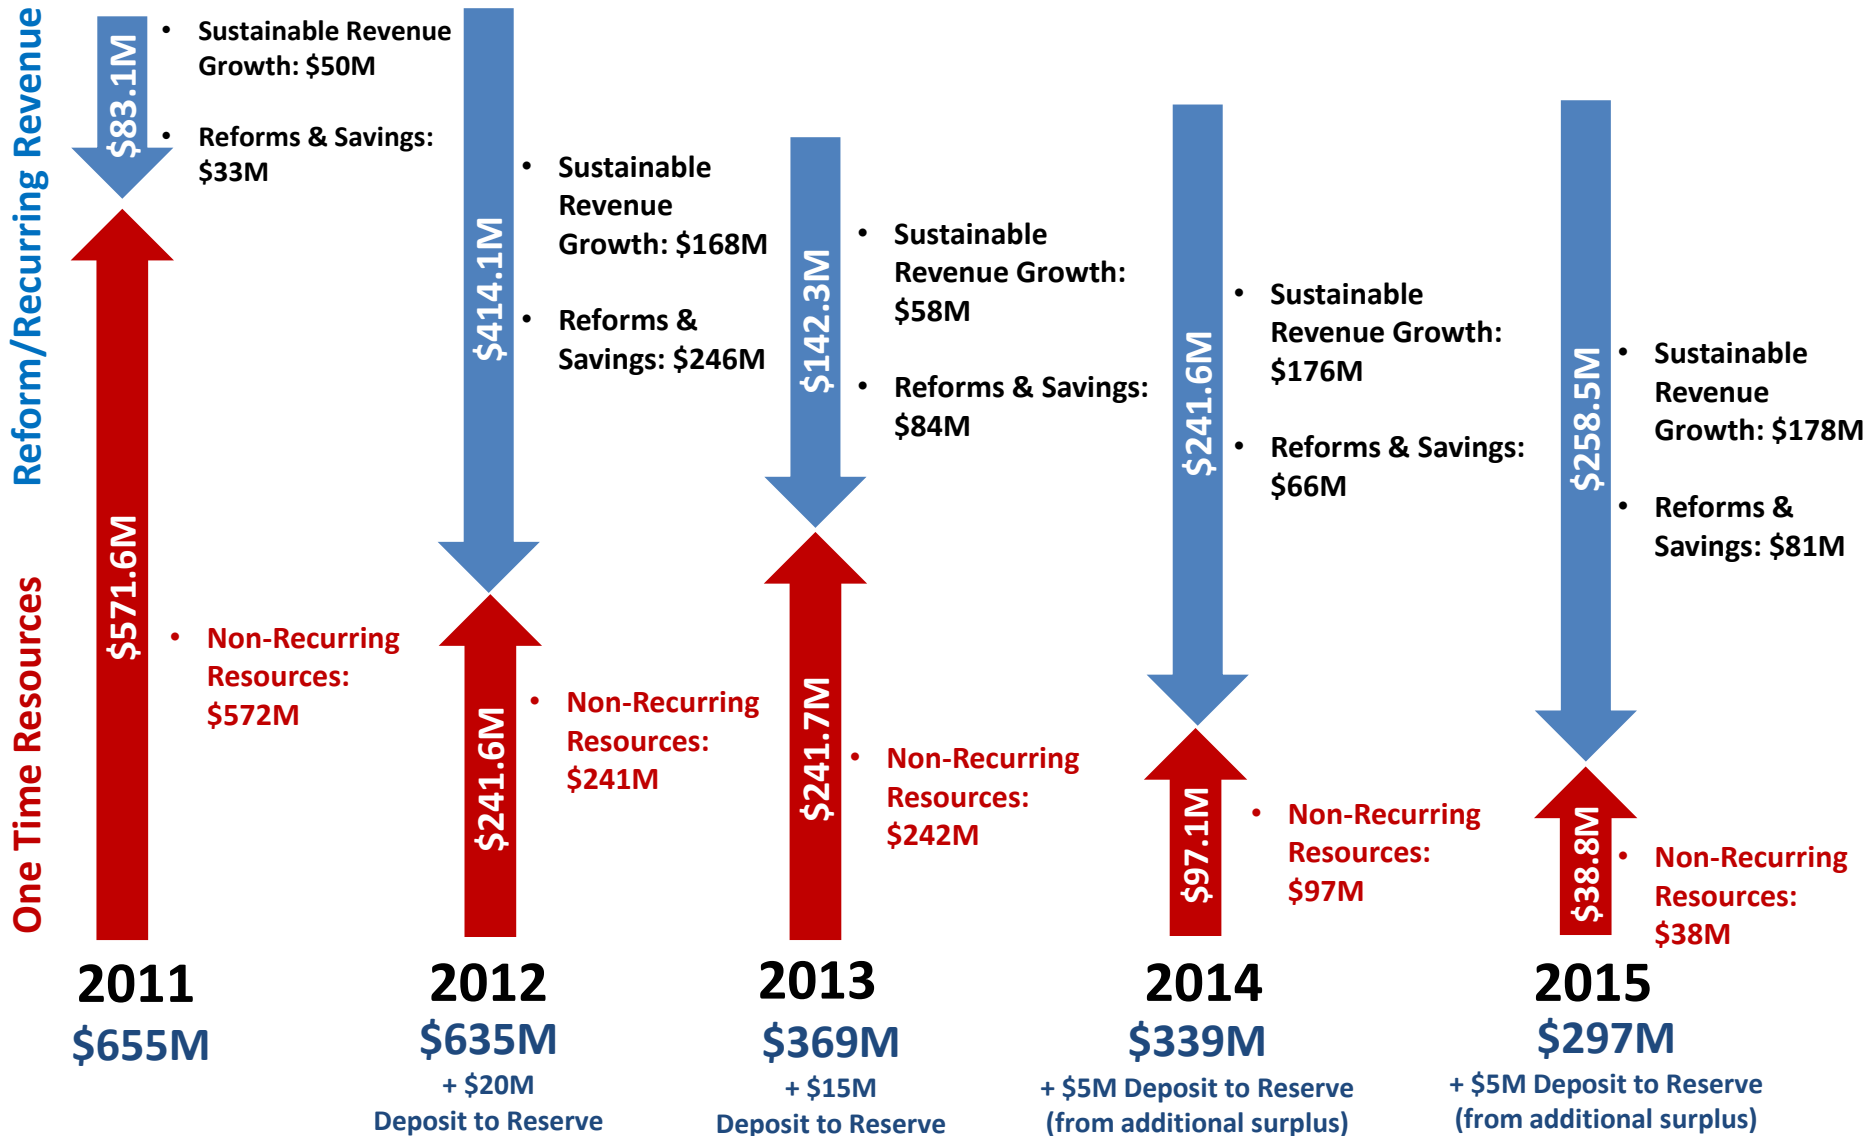 Reform/Recurring Revenue
One Time Resources
$83.1M
• Sustainable Revenue
Growth: $50M
• Reforms & Savings:
$33M
$571.6M
• Non-Recurring
Resources:
$572M
2011
$655M
$414.1M
• Sustainable
Revenue
Growth: $168M
• Reforms &
Savings: $246M
$241.6M
• Non-Recurring
Resources:
$241M
2012
$635M
+ $20M
Deposit to Reserve
$142.3M
• Sustainable
Revenue Growth:
$58M
• Reforms & Savings:
$84M
$241.7M
• Non-Recurring
Resources:
$242M
2013
$369M
+ $15M
Deposit to Reserve
$241.6M
• Sustainable
Revenue Growth:
$176M
• Reforms & Savings:
$66M
$97.1M
• Non-Recurring
Resources:
$97M
2014
$339M
+ $5M Deposit to Reserve
(from additional surplus)
$258.5M
• Sustainable
Revenue
Growth: $178M
• Reforms &
Savings: $81M
$38.8M
• Non-Recurring
Resources:
$38M
2015
$297M
+ $5M Deposit to Reserve
(from additional surplus)